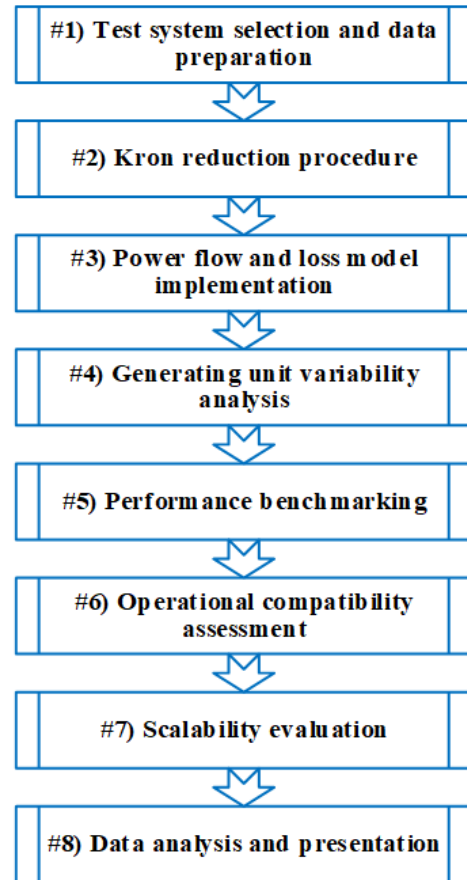 #1) Test system selection and data
preparation
#2) Kron reduction procedure
#3) Power flow and loss model
implementation
#4) Generating unit variability
analysis
#5) Performance benchmarking
#6) Operational compatibility
assessment
#7) Scalability evaluation
#8) Data analysis and presentation